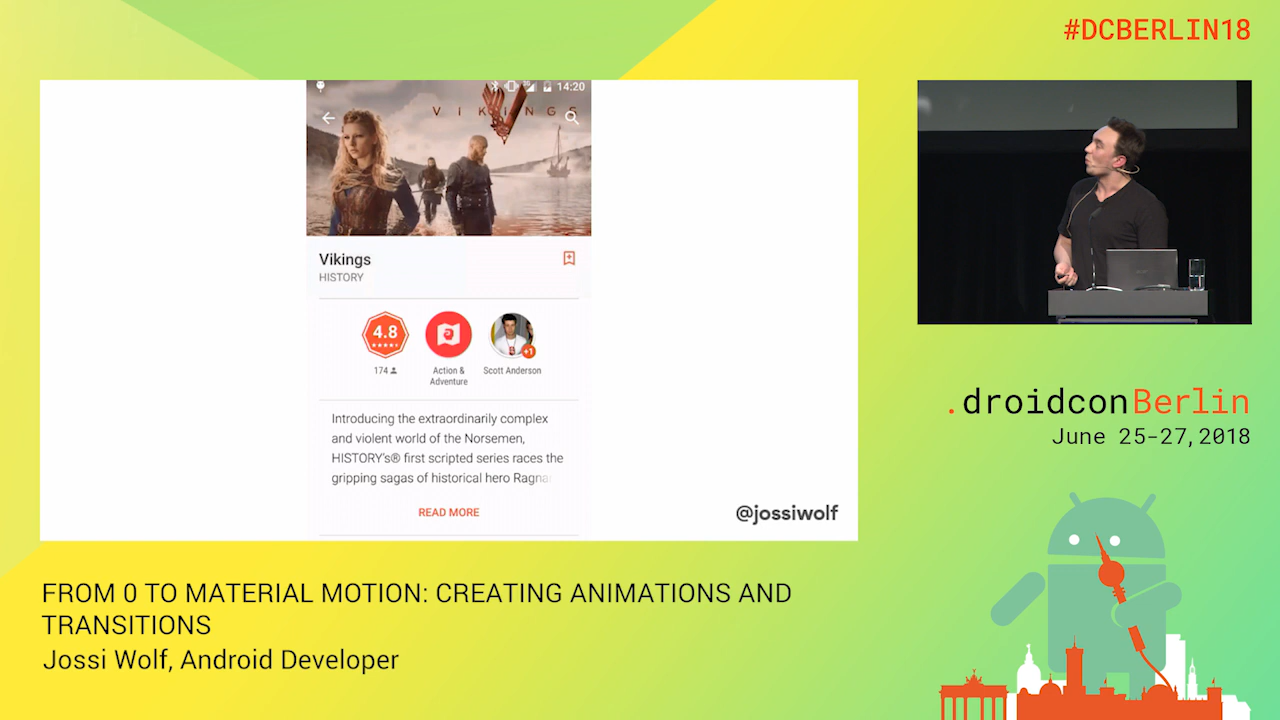 #DCBERLIN18
14:20
VIKINGS
Vikings
HISTORY
4.8
174
Action &
Adventure
+1
Scott Anderson
Introducing the extraordinarily complex
and violent world of the Norsemen,
HISTORY's® first scripted series races the
gripping sagas of historical hero Ragna
READ MORE
@jossiwolf
.droidconBerlin
June 25-27, 2018
FROM 0 TO MATERIAL MOTION: CREATING ANIMATIONS AND
TRANSITIONS
Jossi Wolf, Android Developer